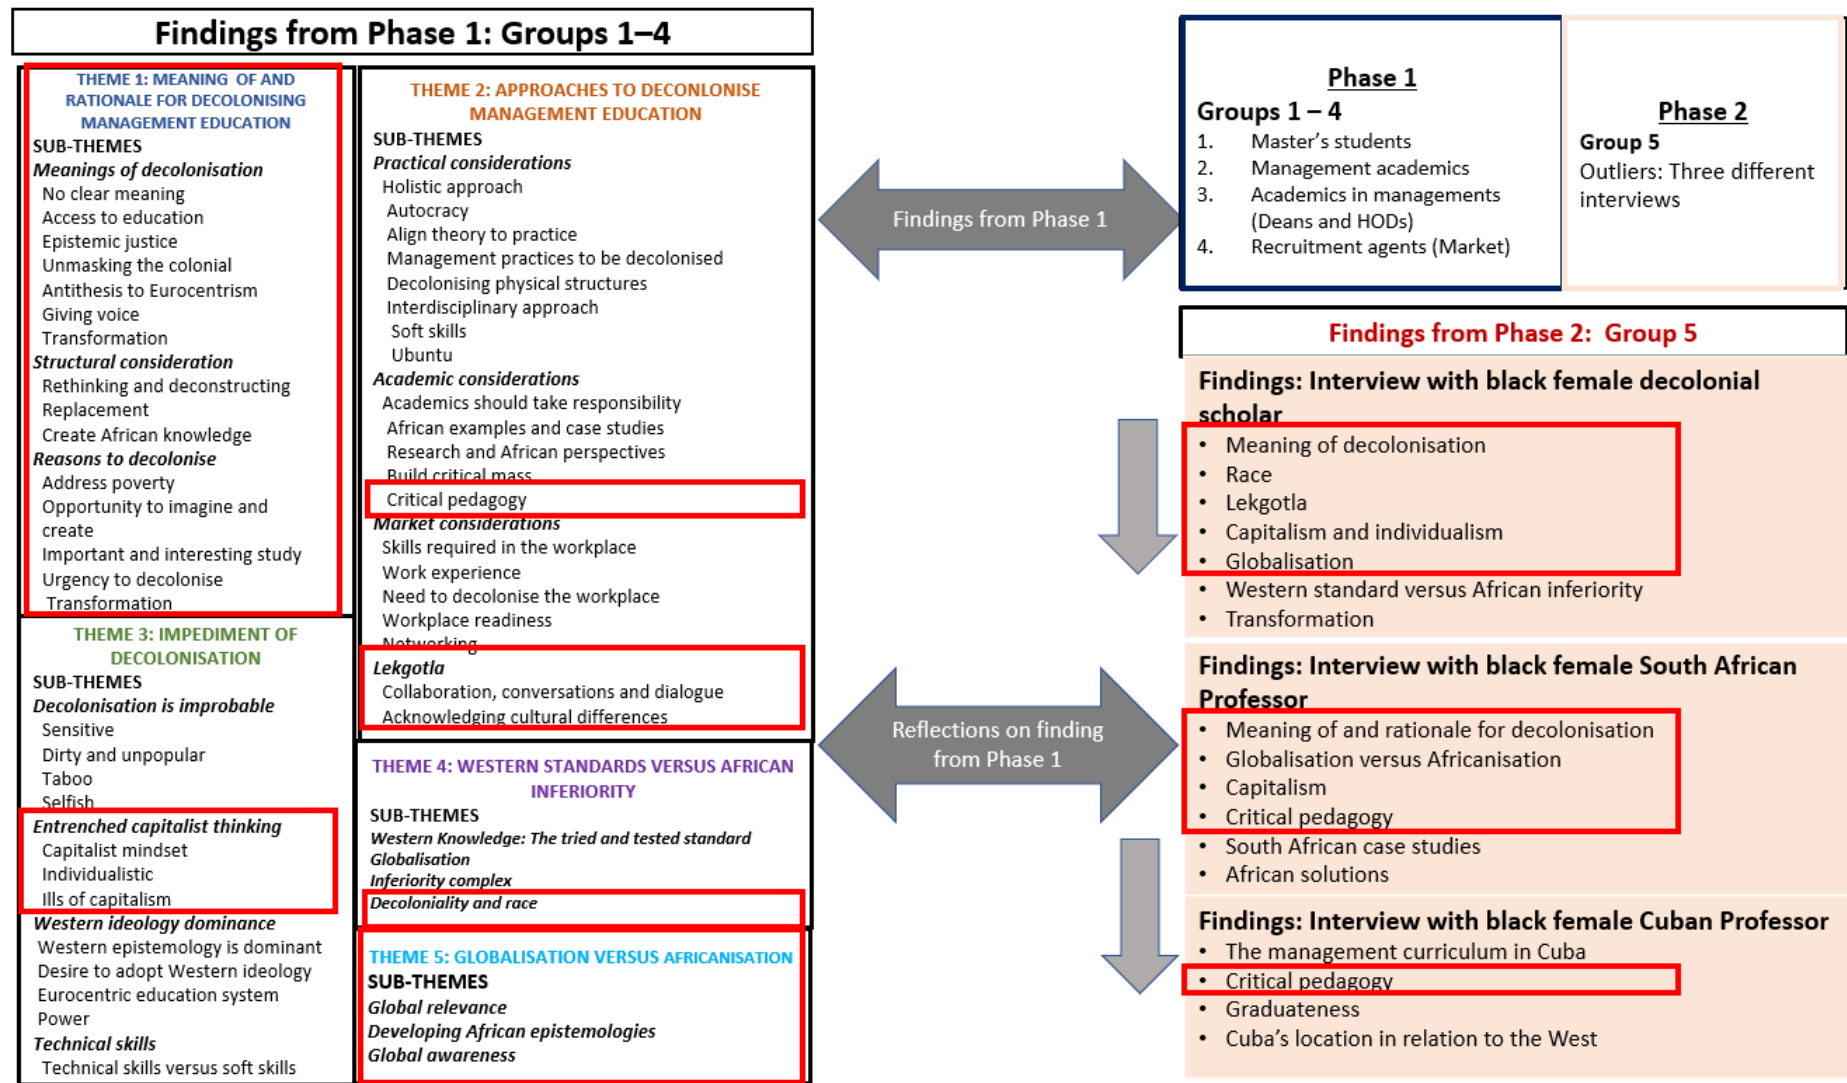 Findings from Phase 1: Groups 1–4
THEME 1: MEANING OF AND
RATIONALE FOR DECOLONISING
MANAGEMENT EDUCATION
SUB-THEMES
Meanings of decolonisation
No clear meaning
Access to education
Epistemic justice
Unmasking the colonial
Antithesis to Eurocentrism
Giving voice
Transformation
Structural consideration
Rethinking and deconstructing
Replacement
Create African knowledge
Reasons to decolonise
Address poverty
Opportunity to imagine and
create
Important and interesting study
Urgency to decolonise
Transformation
THEME 3: IMPEDIMENT OF
DECOLONISATION
SUB-THEMES
Decolonisation is improbable
Sensitive
Dirty and unpopular
Taboo
Selfish
Entrenched capitalist thinking
Capitalist mindset
Individualistic
Ills of capitalism
Western ideology dominance
Western epistemology is dominant
Desire to adopt Western ideology
Eurocentric education system
Power
Technical skills
Technical skills versus soft skills
THEME 2: APPROACHES TO DECONLONISE
MANAGEMENT EDUCATION
SUB-THEMES
Practical considerations
Holistic approach
Autocracy
Align theory to practice
Management practices to be decolonised
Decolonising physical structures
Interdisciplinary approach
Soft skills
Ubuntu
Academic considerations
Academics should take responsibility
African examples and case studies
Research and African perspectives
Build critical mass
Critical pedagogy
Market considerations
Skills required in the workplace
Work experience
Need to decolonise the workplace
Workplace readiness
Networking
Lekgotla
Collaboration, conversations and dialogue
Acknowledging cultural differences
THEME 4: WESTERN STANDARDS VERSUS AFRICAN
INFERIORITY
SUB-THEMES
Western Knowledge: The tried and tested standard
Globalisation
Inferiority complex
Decoloniality and race
THEME 5: GLOBALISATION VERSUS AFRICANISATION
SUB-THEMES
Global relevance
Developing African epistemologies
Global awareness
Findings from Phase 1
Reflections on finding
from Phase 1
Phase 1
Groups 1 – 4
1. Master's students
2. Management academics
3. Academics in managements
(Deans and HODs)
4. Recruitment agents (Market)
Phase 2
Group 5
Outliers: Three different
interviews
Findings from Phase 2: Group 5
Findings: Interview with black female decolonial
scholar
• Meaning of decolonisation
• Race
• Lekgotla
• Capitalism and individualism
• Globalisation
• Western standard versus African inferiority
• Transformation
Findings: Interview with black female South African
Professor
• Meaning of and rationale for decolonisation
• Globalisation versus Africanisation
• Capitalism
• Critical pedagogy
• South African case studies
• African solutions
Findings: Interview with black female Cuban Professor
• The management curriculum in Cuba
• Critical pedagogy
• Graduateness
• Cuba's location in relation to the West